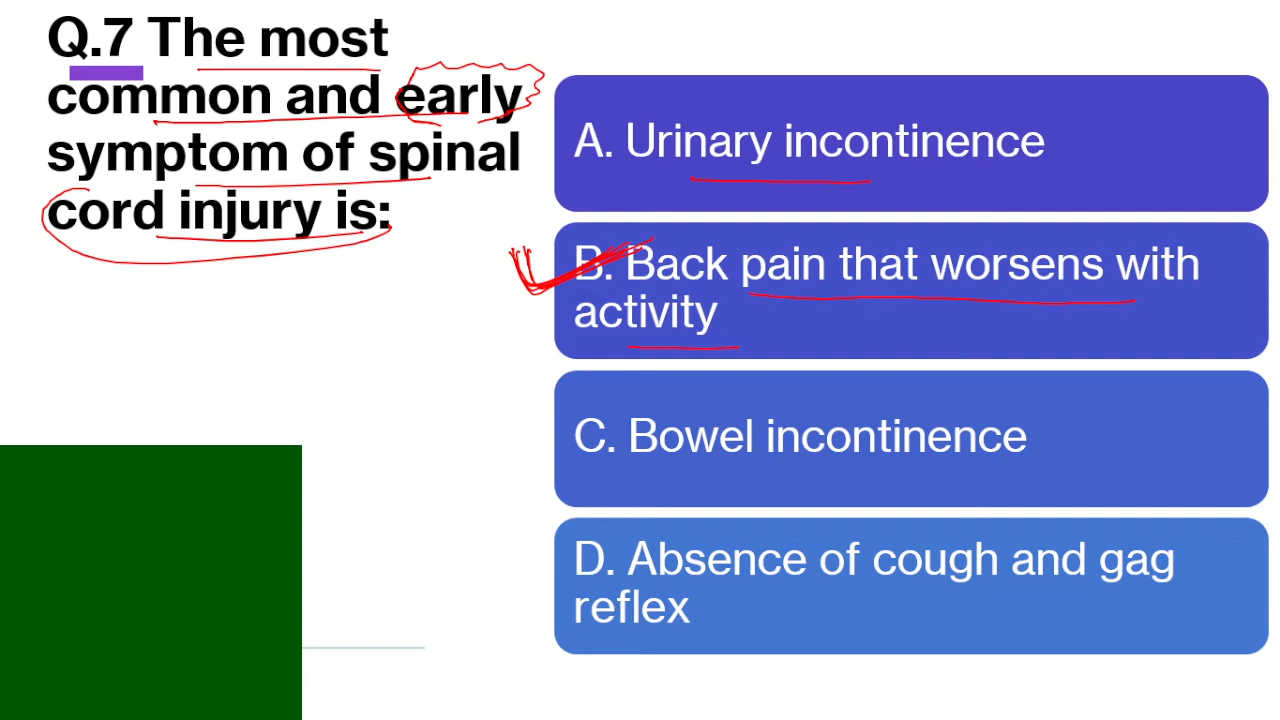 Q.7 The most
common and early
symptom of spinal
cord injury is:
A. Urinary incontinence
B. Back pain that worsens with
activity
C. Bowel incontinence
D. Absence of cough and gag
reflex